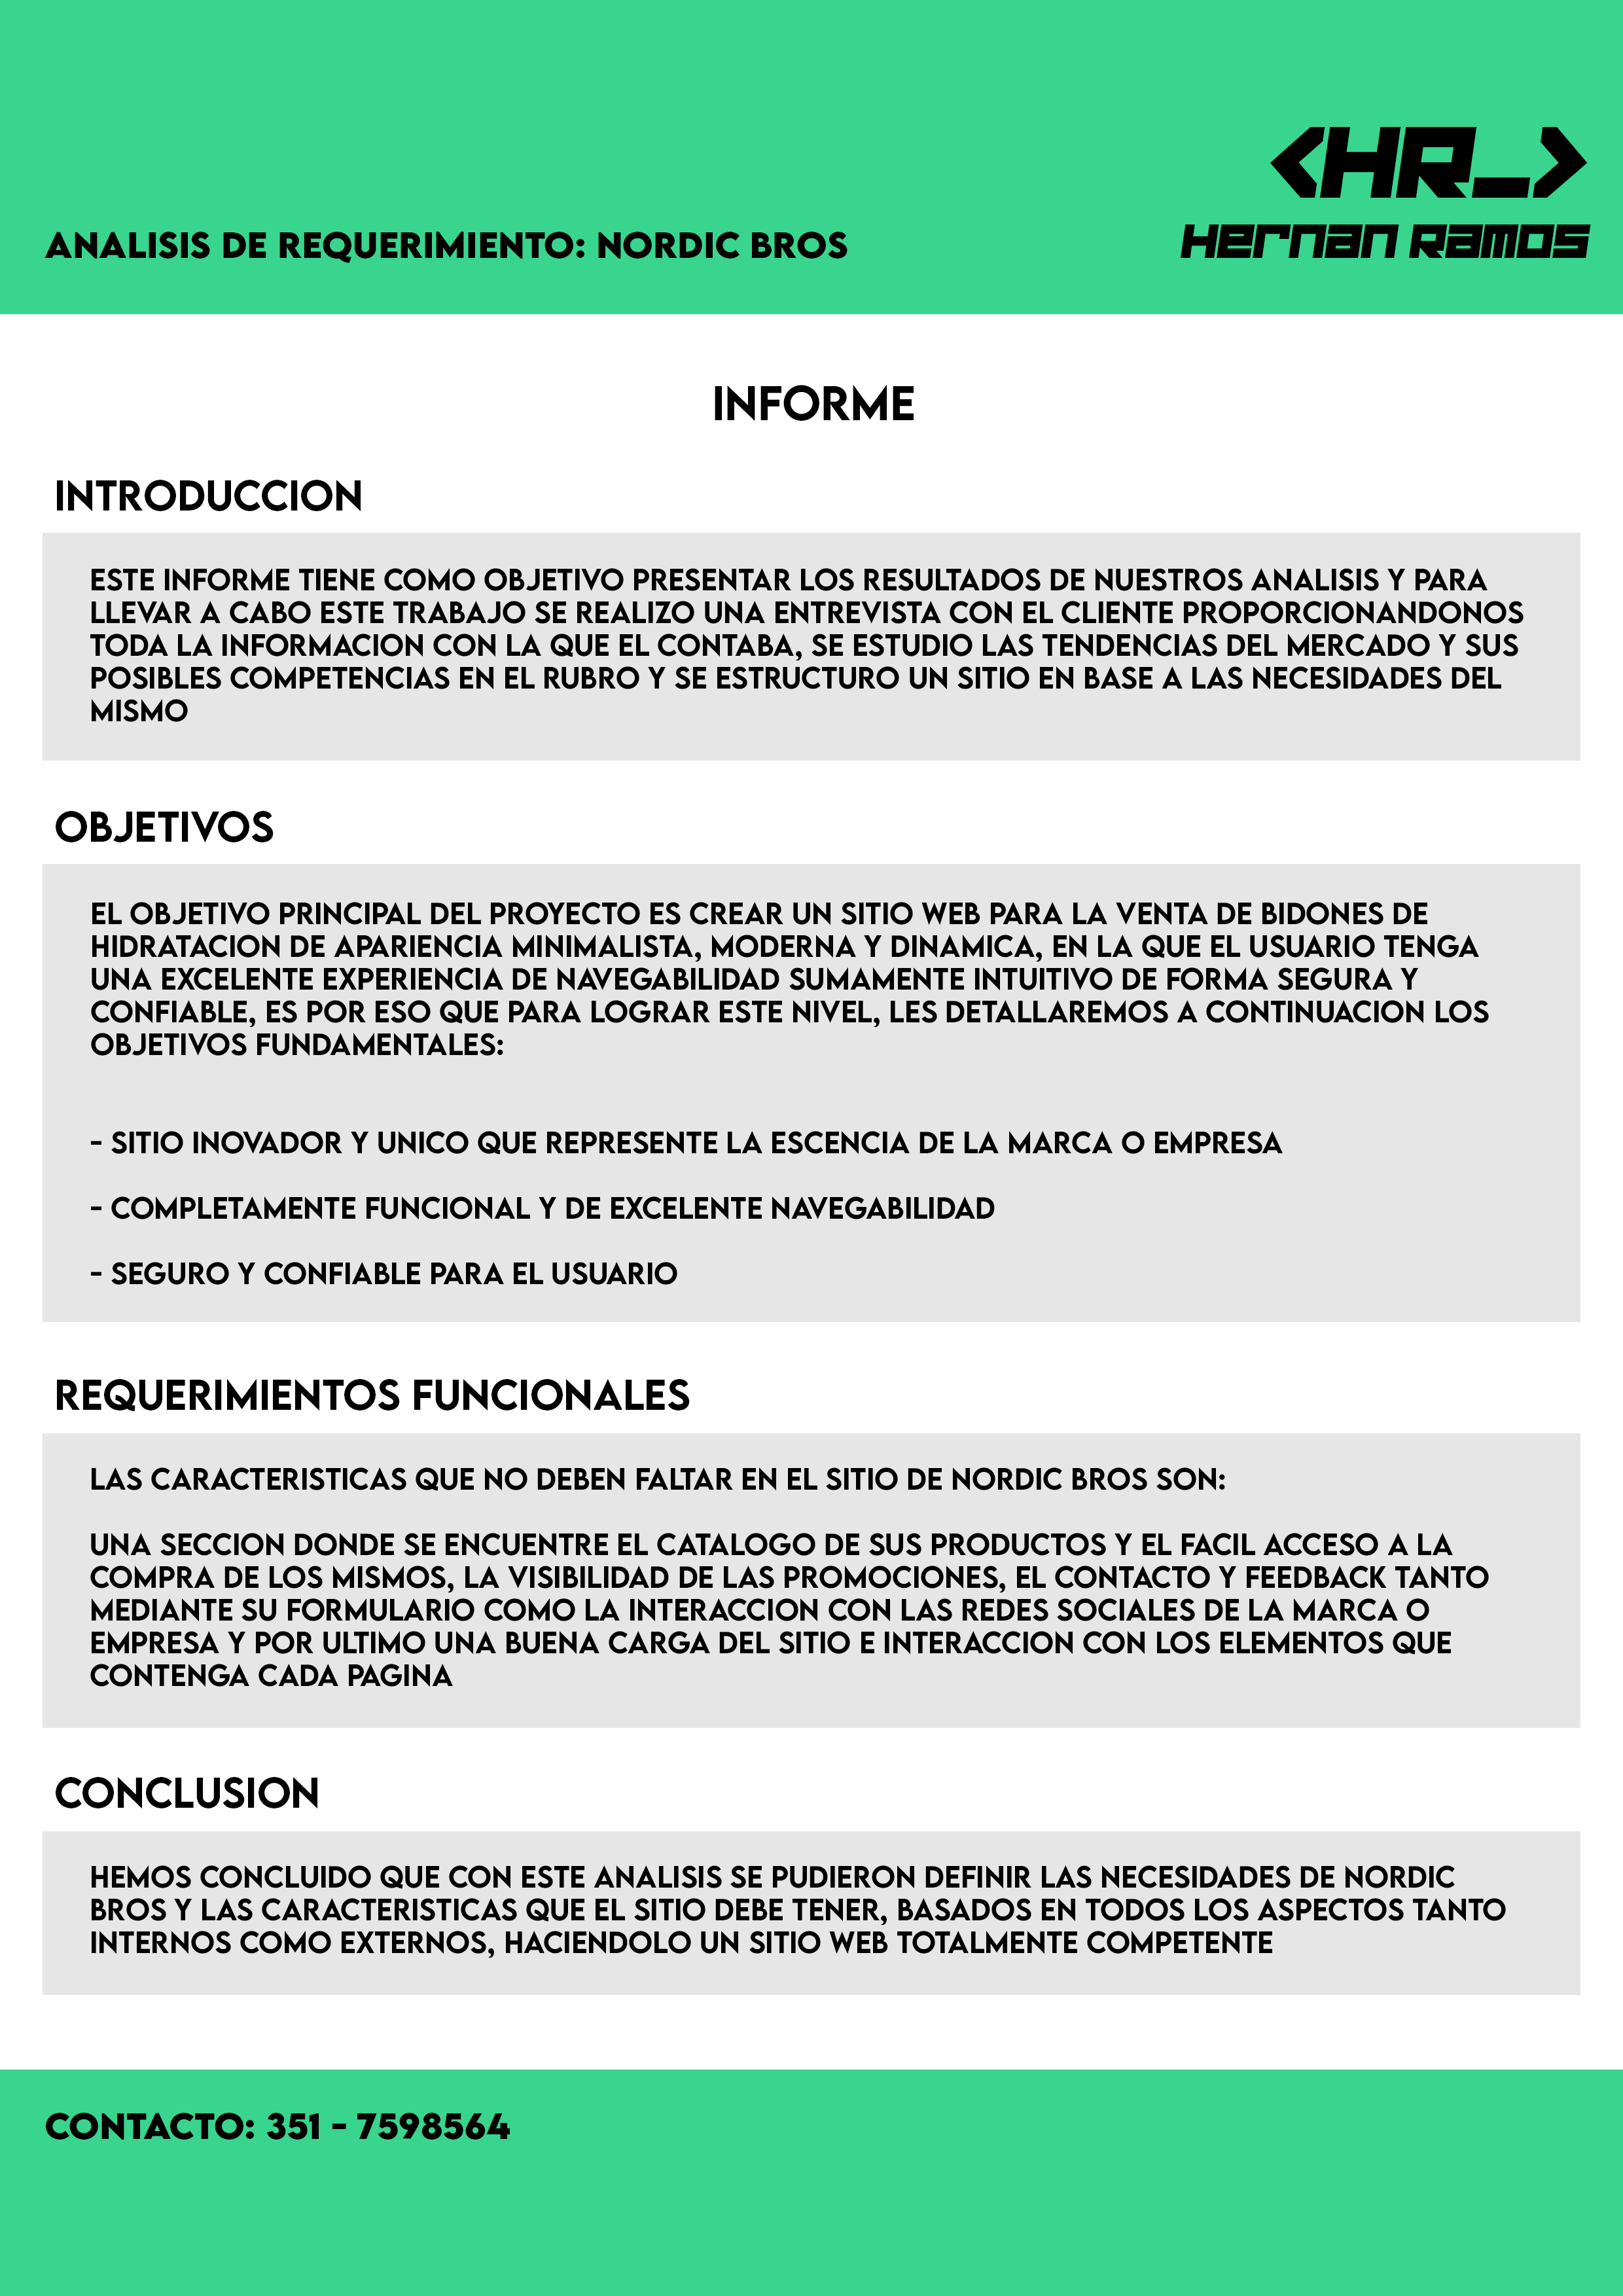 <HR_>
HERNAN RAMOS
ANALISIS DE REQUERIMIENTO: NORDIC BROS
INFORME
INTRODUCCION
ESTE INFORME TIENE COMO OBJETIVO PRESENTAR LOS RESULTADOS DE NUESTROS ANALISIS Y PARA
LLEVAR A CABO ESTE TRABAJO SE REALIZO UNA ENTREVISTA CON EL CLIENTE PROPORCIONANDONOS
TODA LA INFORMACION CON LA QUE EL CONTABA, SE ESTUDIO LAS TENDENCIAS DEL MERCADO Y SUS
POSIBLES COMPETENCIAS EN EL RUBRO Y SE ESTRUCTURO UN SITIO EN BASE A LAS NECESIDADES DEL
MISMO
OBJETIVOS
EL OBJETIVO PRINCIPAL DEL PROYECTO ES CREAR UN SITIO WEB PARA LA VENTA DE BIDONES DE
HIDRATACION DE APARIENCIA MINIMALISTA, MODERNA Y DINAMICA, EN LA QUE EL USUARIO TENGA
UNA EXCELENTE EXPERIENCIA DE NAVEGABILIDAD SUMAMENTE INTUITIVO DE FORMA SEGURA Y
CONFIABLE, ES POR ESO QUE PARA LOGRAR ESTE NIVEL, LES DETALLAREMOS A CONTINUACION LOS
OBJETIVOS FUNDAMENTALES:
- SITIO INOVADOR Y UNICO QUE REPRESENTE LA ESCENCIA DE LA MARCA O EMPRESA
- COMPLETAMENTE FUNCIONAL Y DE EXCELENTE NAVEGABILIDAD
- SEGURO Y CONFIABLE PARA EL USUARIO
REQUERIMIENTOS FUNCIONALES
LAS CARACTERISTICAS QUE NO DEBEN FALTAR EN EL SITIO DE NORDIC BROS SON:
UNA SECCION DONDE SE ENCUENTRE EL CATALOGO DE SUS PRODUCTOS Y EL FACIL ACCESO A LA
COMPRA DE LOS MISMOS, LA VISIBILIDAD DE LAS PROMOCIONES, EL CONTACTO Y FEEDBACK TANTO
MEDIANTE SU FORMULARIO COMO LA INTERACCION CON LAS REDES SOCIALES DE LA MARCA O
EMPRESA Y POR ULTIMO UNA BUENA CARGA DEL SITIO E INTERACCION CON LOS ELEMENTOS QUE
CONTENGA CADA PAGINA
CONCLUSION
HEMOS CONCLUIDO QUE CON ESTE ANALISIS SE PUDIERON DEFINIR LAS NECESIDADES DE NORDIC
BROS Y LAS CARACTERISTICAS QUE EL SITIO DEBE TENER, BASADOS EN TODOS LOS ASPECTOS TANTO
INTERNOS COMO EXTERNOS, HACIENDOLO UN SITIO WEB TOTALMENTE COMPETENTE
CONTACTO: 351 - 7598564